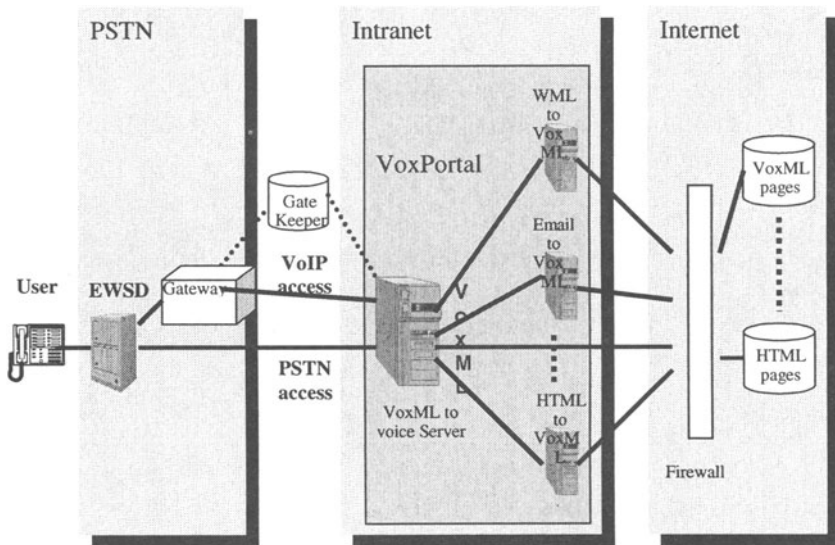 PSTN
Intranet
Internet
WML
to
Vox
ML
VoxPortal
VoxML
pages
Gate
Keeper
Email
to
Vox
ML
User
EWSD
Gateway
VoIP
access
VoxML
PSTN
access
HTML
pages
VoxML to
voice Server
HTML
to
VoxM
L
Firewall